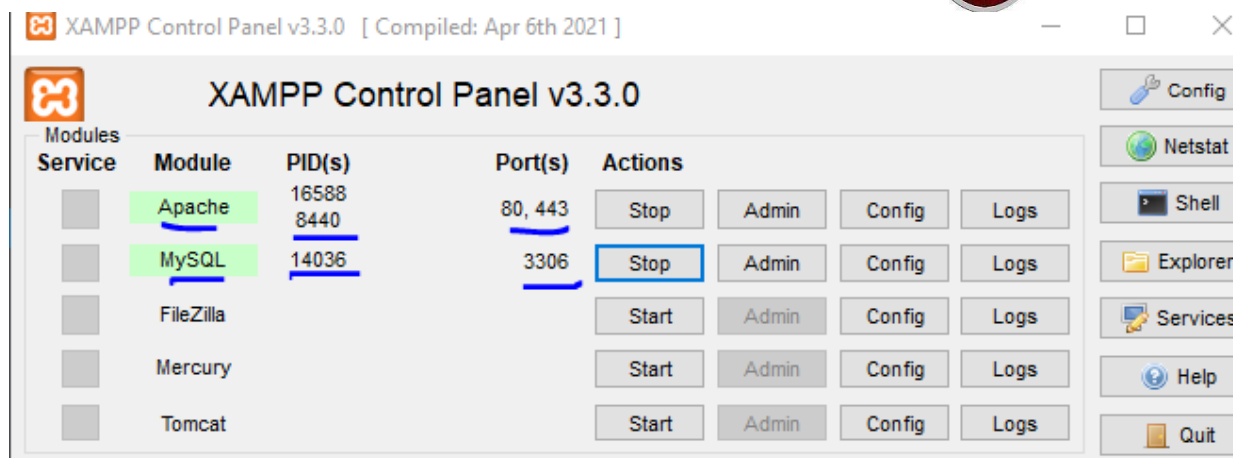 XAMPP Control Panel v3.3.0 [ Compiled: Apr 6th 2021 ]
XAMPP Control Panel v3.3.0
Config
Modules
Service Module PID(s) Port(s) Actions
Netstat
Apache 16588 8440 80, 443 Stop Admin Config Logs
Shell
MySQL 14036 3306 Stop Admin Config Logs
Explorer
FileZilla Start Admin Config Logs
Services
Mercury Start Admin Config Logs
Help
Tomcat Start Admin Config Logs
Quit